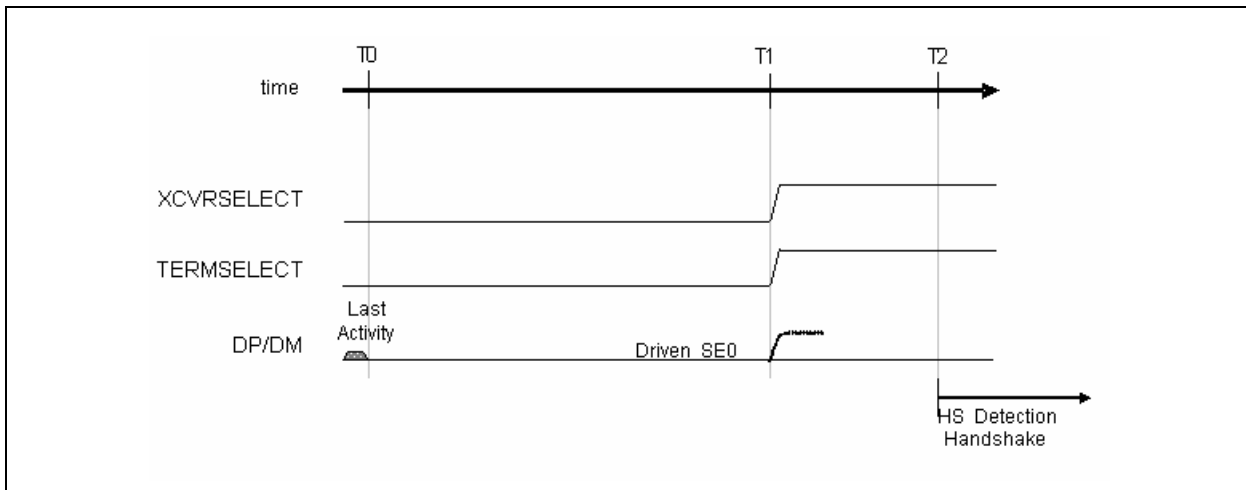 T0
T1
T2
time
XCVRSELECT
TERMSELECT
Last
Activity
DP/DM
Driven SE0
HS Detection
Handshake